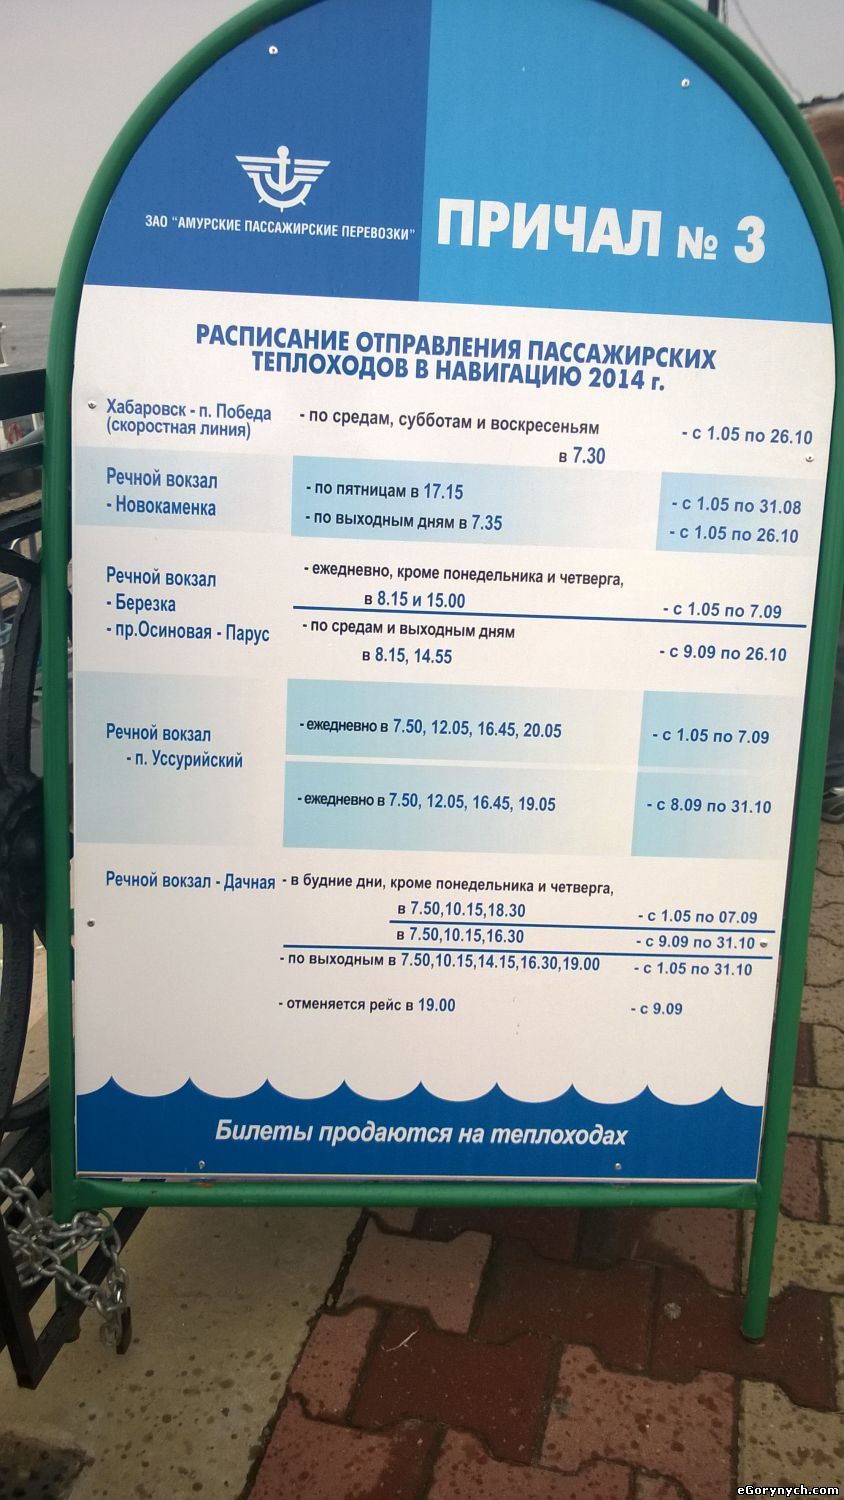 ЗАО "АМУРСКИЕ ПАССАЖИРСКИЕ ПЕРЕВОЗКИ"
ПРИЧАЛ № 3
РАСПИСАНИЕ ОТПРАВЛЕНИЯ ПАССАЖИРСКИХ
ТЕПЛОХОДОВ В НАВИГАЦИЮ 2014 г.
Хабаровск - п. Победа - по средам, субботам и воскресеньям - с 1.05 по 26.10
(скоростная линия) в 7.30
Речной вокзал - по пятницам в 17.15 - с 1.05 по 31.08
- Новокаменка - по выходным дням в 7.35 - с 1.05 по 26.10
Речной вокзал - ежедневно, кроме понедельника и четверга,
- Березка в 8.15 и 15.00 - с 1.05 по 7.09
- пр.Осиновая - Парус - по средам и выходным дням - с 9.09 по 26.10
в 8.15, 14.55
Речной вокзал - ежедневно в 7.50, 12.05, 16.45, 20.05 - с 1.05 по 7.09
- п. Уссурийский
- ежедневно в 7.50, 12.05, 16.45, 19.05 - с 8.09 по 31.10
Речной вокзал - Дачная - в будние дни, кроме понедельника и четверга,
в 7.50,10.15,18.30 - с 1.05 по 07.09
в 7.50,10.15,16.30 - с 9.09 по 31.10
- по выходным в 7.50,10.15,14.15,16.30,19.00 - с 1.05 по 31.10
- отменяется рейс в 19.00 - с 9.09
Билеты продаются на теплоходах
eGorynych.com